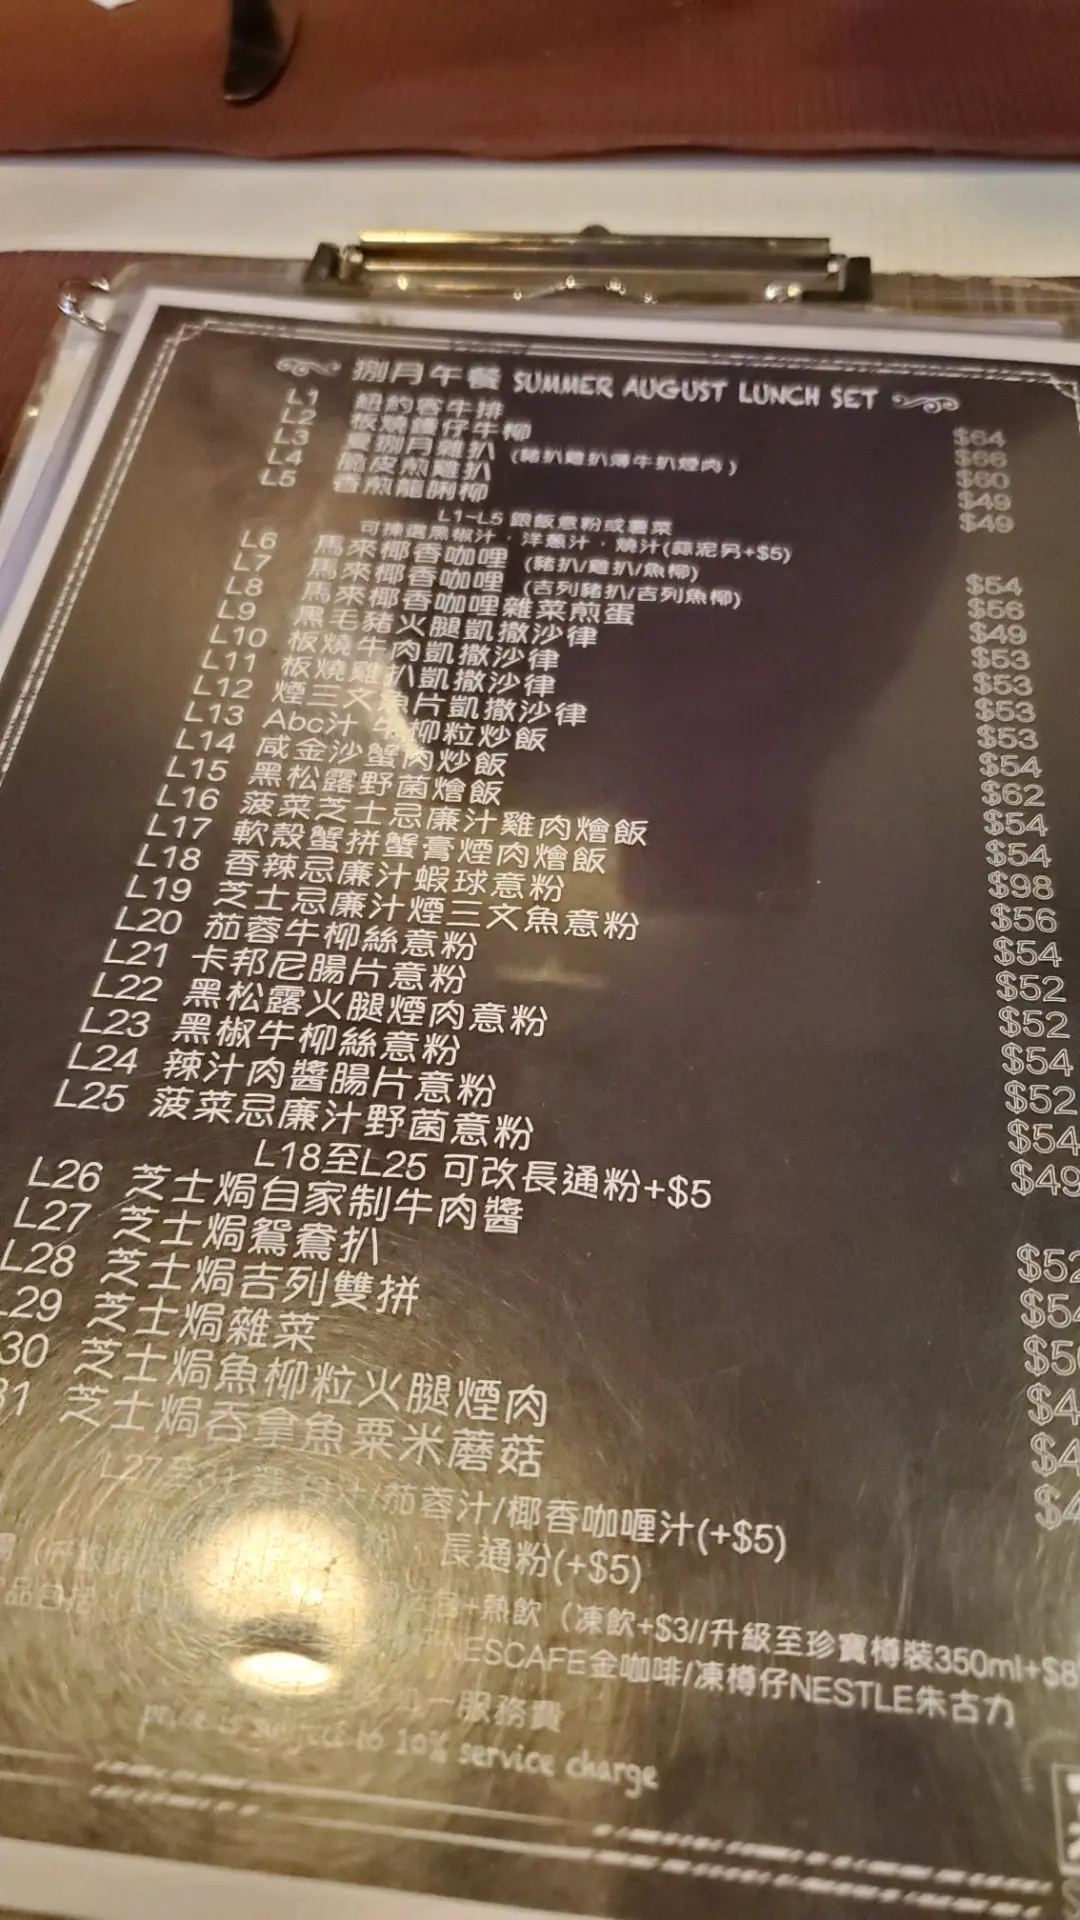 捌月午餐 SUMMER AUGUST LUNCH SET
L1 紐約客牛排 $64
L2 板燒鐵仔牛柳 $66
L3 捌月雞扒 (豬扒雞扒薄牛扒煙肉) $60
L4 脆皮煎雞扒 $49
L5 香煎龍脷柳 $49
L1-L5 跟飯意粉或薯菜
可揀選黑椒汁．洋蔥汁．燒汁(蒜泥另+$5)
L6 馬來椰香咖哩 (豬扒/雞扒/魚柳) $54
L7 馬來椰香咖哩 (吉列豬扒/吉列魚柳) $56
L8 馬來椰香咖哩雜菜煎蛋 $49
L9 黑毛豬火腿凱撒沙律 $53
L10 板燒牛肉凱撒沙律 $53
L11 板燒雞扒凱撒沙律 $53
L12 煙三文魚片凱撒沙律 $53
L13 Abc汁 牛柳粒炒飯 $54
L14 咸金沙蟹肉炒飯 $62
L15 黑松露野菌燴飯 $54
L16 菠菜芝士忌廉汁雞肉燴飯 $54
L17 軟殼蟹拼蟹膏煙肉燴飯 $98
L18 香辣忌廉汁蝦球意粉 $56
L19 芝士忌廉汁煙三文魚意粉 $54
L20 茄蓉牛柳絲意粉 $52
L21 卡邦尼腸片意粉 $52
L22 黑松露火腿煙肉意粉 $54
L23 黑椒牛柳絲意粉 $52
L24 辣汁肉醬腸片意粉 $54
L25 菠菜忌廉汁野菌意粉 $49
L18至L25 可改長通粉+$5
L26 芝士焗自家制牛肉醬 $52
L27 芝士焗鴛鴦扒 $54
L28 芝士焗吉列雙拼
L29 芝士焗雜菜
30 芝士焗魚柳粒火腿煙肉
31 芝士焗吞拿魚粟米蘑菇
L27 /茄蓉汁/椰香咖喱汁(+$5)
長通粉(+$5)
+熱飲 (凍飲+$3//升級至珍寶樽裝350ml+$8
NESCAFE金咖啡/凍樽仔NESTLE朱古力
一服務費
price is subject to 10% service charge